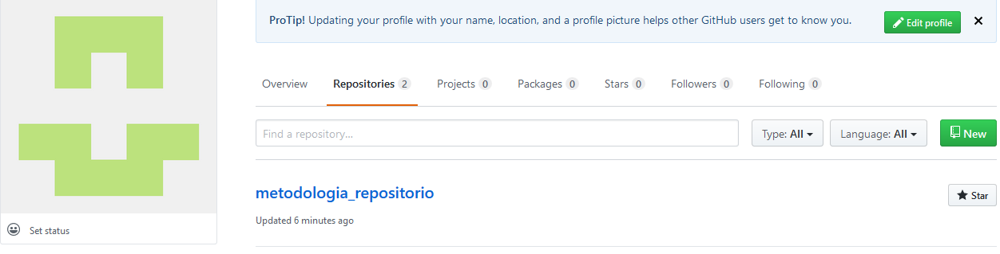 ProTip! Updating your profile with your name, location, and a profile picture helps other GitHub users get to know you.
Edit profile
Overview Repositories 2 Projects 0 Packages 0 Stars 0 Followers 0 Following 0
Find a repository...
Type: All
Language: All
New
metodologia_repositorio
Star
Updated 6 minutes ago
Set status